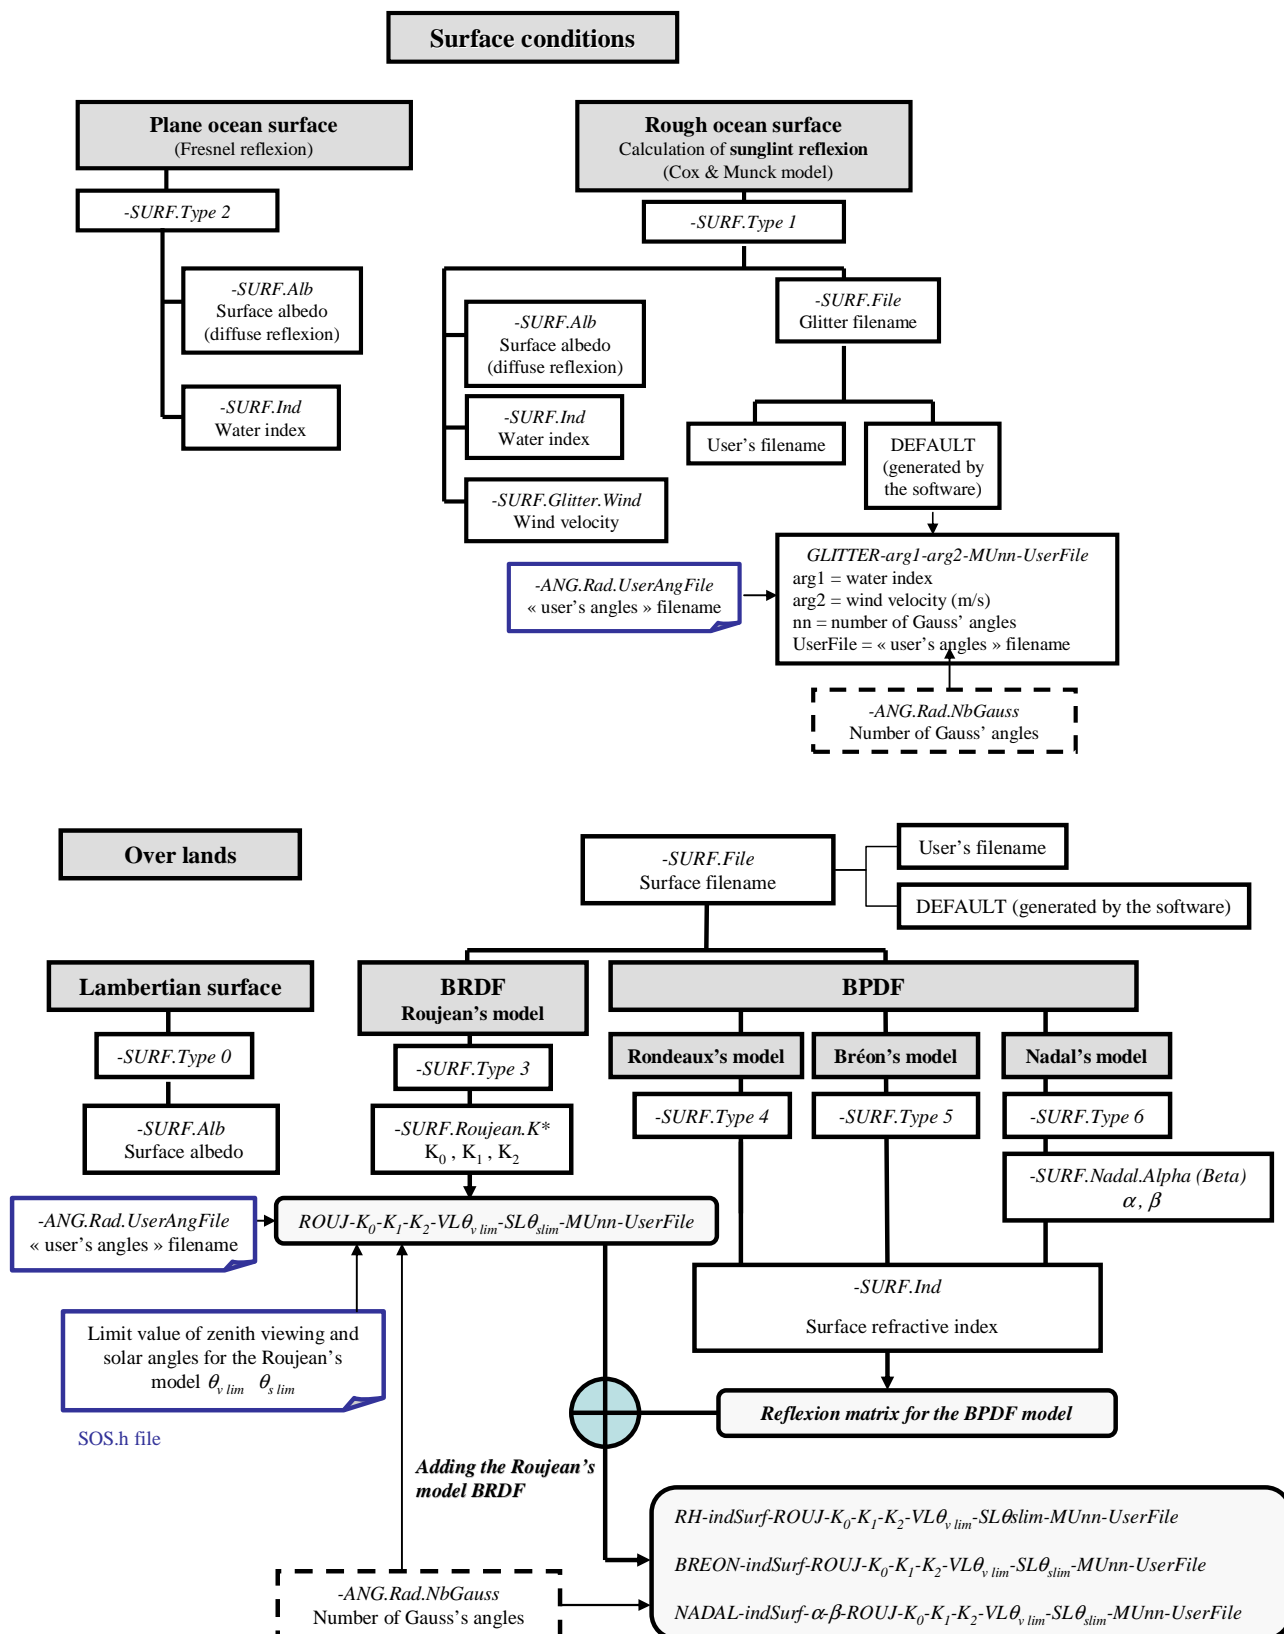 Surface conditions
Plane ocean surface
(Fresnel reflexion)
-SURF.Type 2
-SURF.Alb
Surface albedo
(diffuse reflexion)
-SURF.Ind
Water index
Rough ocean surface
Calculation of sunglint reflexion
(Cox & Munck model)
-SURF.Type 1
-SURF.Alb
Surface albedo
(diffuse reflexion)
-SURF.Ind
Water index
-SURF.Glitter.Wind
Wind velocity
-SURF.File
Glitter filename
User's filename
DEFAULT
(generated by
the software)
-ANG.Rad.UserAngFile
« user's angles » filename
GLITTER-arg1-arg2-MUnn-UserFile
arg1 = water index
arg2 = wind velocity (m/s)
nn = number of Gauss' angles
UserFile = « user's angles » filename
-ANG.Rad.NbGauss
Number of Gauss' angles
Over lands
-SURF.File
Surface filename
User's filename
DEFAULT (generated by the software)
Lambertian surface
-SURF.Type 0
-SURF.Alb
Surface albedo
BRDF
Roujean's model
-SURF.Type 3
-SURF.Roujean.K*
K0 , K1 , K2
BPDF
Rondeaux's model
Bréon's model
Nadal's model
-SURF.Type 4
-SURF.Type 5
-SURF.Type 6
-SURF.Nadal.Alpha (Beta)
α, β
-ANG.Rad.UserAngFile
« user's angles » filename
ROUJ-K0-K1-K2-VLθv lim-SLθslim-MUnn-UserFile
-SURF.Ind
Surface refractive index
Limit value of zenith viewing and
solar angles for the Roujean's
model θv lim θs lim
SOS.h file
Reflexion matrix for the BPDF model
Adding the Roujean's
model BRDF
RH-indSurf-ROUJ-K0-K1-K2-VLθv lim-SLθslim-MUnn-UserFile
BREON-indSurf-ROUJ-K0-K1-K2-VLθv lim-SLθslim-MUnn-UserFile
NADAL-indSurf-α-β-ROUJ-K0-K1-K2-VLθv lim-SLθslim-MUnn-UserFile
-ANG.Rad.NbGauss
Number of Gauss's angles